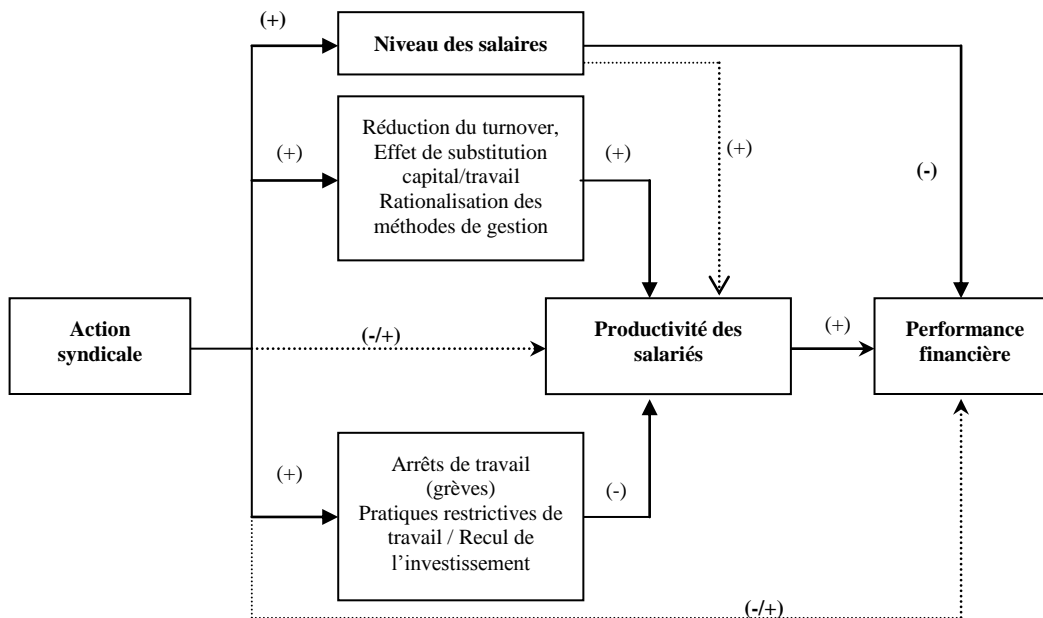 (+)
Niveau des salaires
Réduction du turnover,
Effet de substitution
capital/travail
Rationalisation des
méthodes de gestion
(+)
(+)
(+)
(-)
Action
syndicale
(-/+)
Productivité des
salariés
(+)
Performance
financière
(+)
Arrêts de travail
(grèves)
Pratiques restrictives de
travail / Recul de
l’investissement
(-)
(-/+)